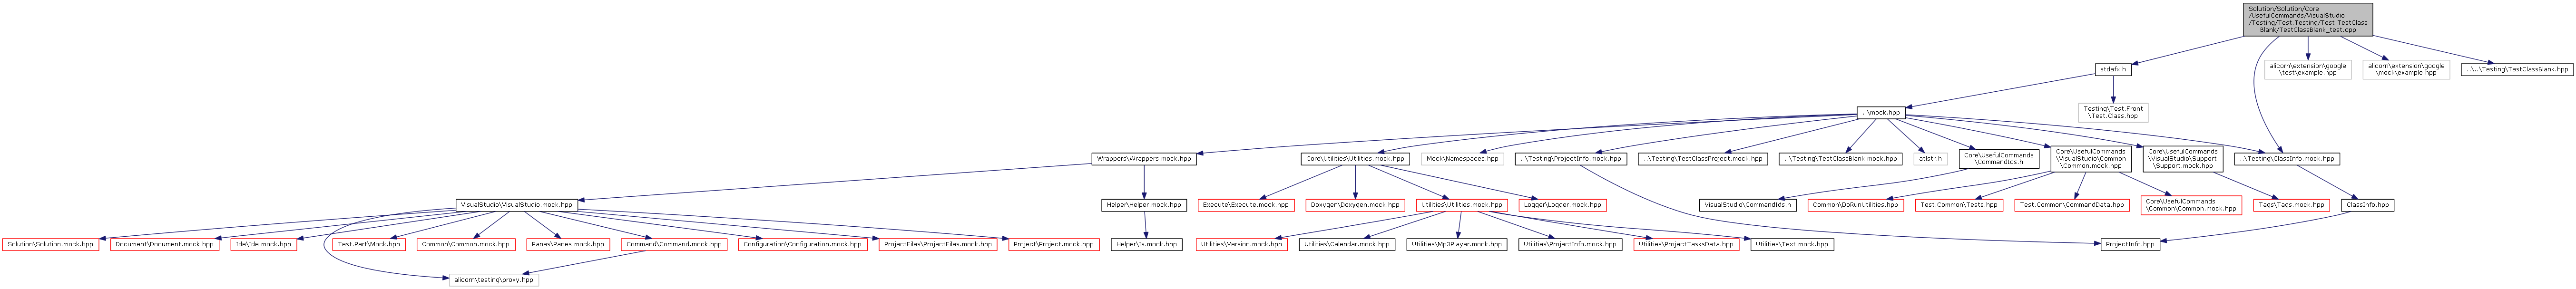 Solution/Solution/Core
/UsefulCommands/VisualStudio
/Testing/Test.Testing/Test.TestClass
Blank/TestClassBlank_test.cpp
stdafx.h
alicorn\extension\google
\test\example.hpp
alicorn\extension\google
\mock\example.hpp
..\..\Testing\TestClassBlank.hpp
..\mock.hpp
Testing\Test.Front
\Test.Class.hpp
Wrappers\Wrappers.mock.hpp
Core\Utilities\Utilities.mock.hpp
Mock\Namespaces.hpp
..\Testing\ProjectInfo.mock.hpp
..\Testing\TestClassProject.mock.hpp
..\Testing\TestClassBlank.mock.hpp
atlstr.h
Core\UsefulCommands
\CommandIds.h
Core\UsefulCommands
\VisualStudio\Common
\Common.mock.hpp
Core\UsefulCommands
\VisualStudio\Support
\Support.mock.hpp
..\Testing\ClassInfo.mock.hpp
VisualStudio\VisualStudio.mock.hpp
Helper\Helper.mock.hpp
Execute\Execute.mock.hpp
Doxygen\Doxygen.mock.hpp
Utilities\Utilities.mock.hpp
Logger\Logger.mock.hpp
VisualStudio\CommandIds.h
Common\DoRunUtilities.hpp
Test.Common\Tests.hpp
Test.Common\CommandData.hpp
Core\UsefulCommands
\Common\Common.mock.hpp
Tags\Tags.mock.hpp
ClassInfo.hpp
Solution\Solution.mock.hpp
Document\Document.mock.hpp
Ide\Ide.mock.hpp
Test.Part\Mock.hpp
Common\Common.mock.hpp
Panes\Panes.mock.hpp
Command\Command.mock.hpp
Configuration\Configuration.mock.hpp
ProjectFiles\ProjectFiles.mock.hpp
Project\Project.mock.hpp
Helper\Is.mock.hpp
Utilities\Version.mock.hpp
Utilities\Calendar.mock.hpp
Utilities\Mp3Player.mock.hpp
Utilities\ProjectInfo.mock.hpp
Utilities\ProjectTasksData.hpp
Utilities\Text.mock.hpp
ProjectInfo.hpp
alicorn\testing\proxy.hpp